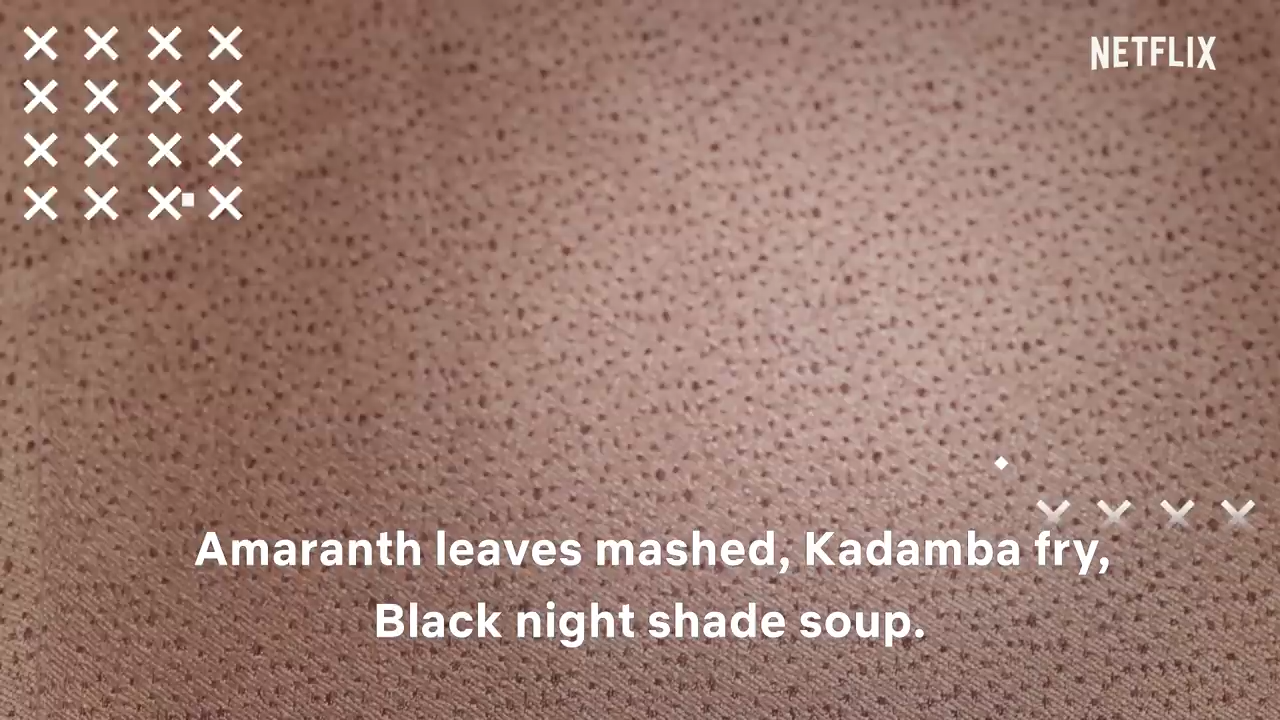 NETFLIX
Amaranth leaves mashed, Kadamba fry,
Black night shade soup.